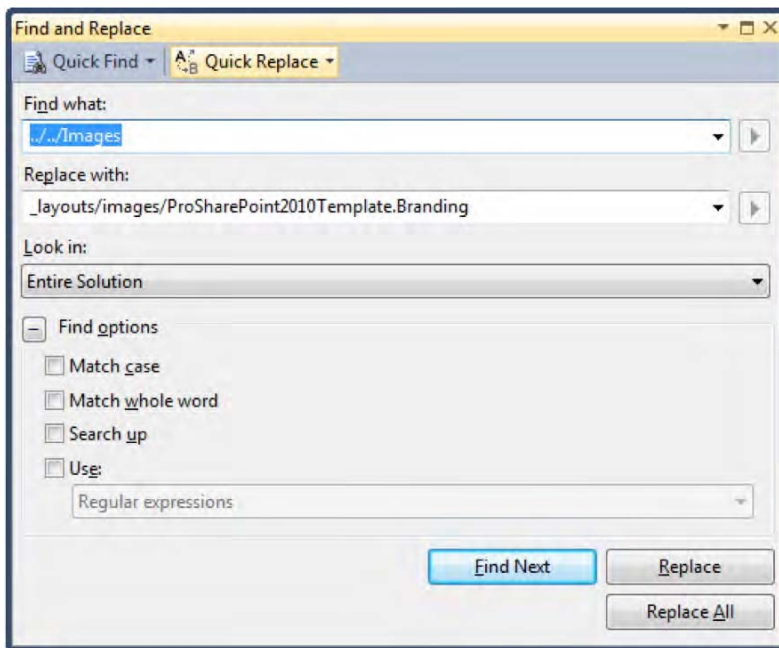 Find and Replace
Quick Find
A B Quick Replace
Find what:
../../Images
Replace with:
_layouts/images/ProSharePoint2010Template.Branding
Look in:
Entire Solution
Find options
Match case
Match whole word
Search up
Use:
Regular expressions
Find Next Replace
Replace All